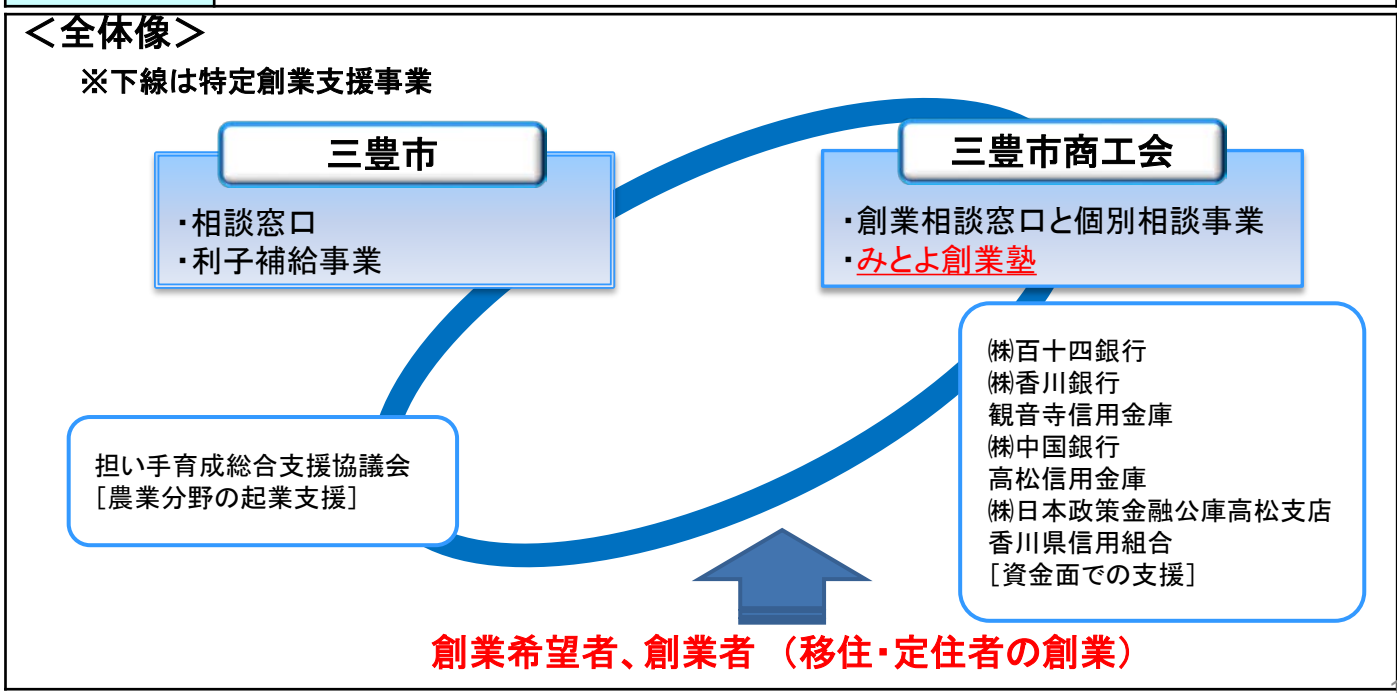 ＜全体像＞
※下線は特定創業支援事業
三豊市
・相談窓口
・利子補給事業
三豊市商工会
・創業相談窓口と個別相談事業
・みとよ創業塾
担い手育成総合支援協議会
［農業分野の起業支援］
㈱百十四銀行
㈱香川銀行
観音寺信用金庫
㈱中国銀行
高松信用金庫
㈱日本政策金融公庫高松支店
香川県信用組合
［資金面での支援］
創業希望者、創業者（移住・定住者の創業）